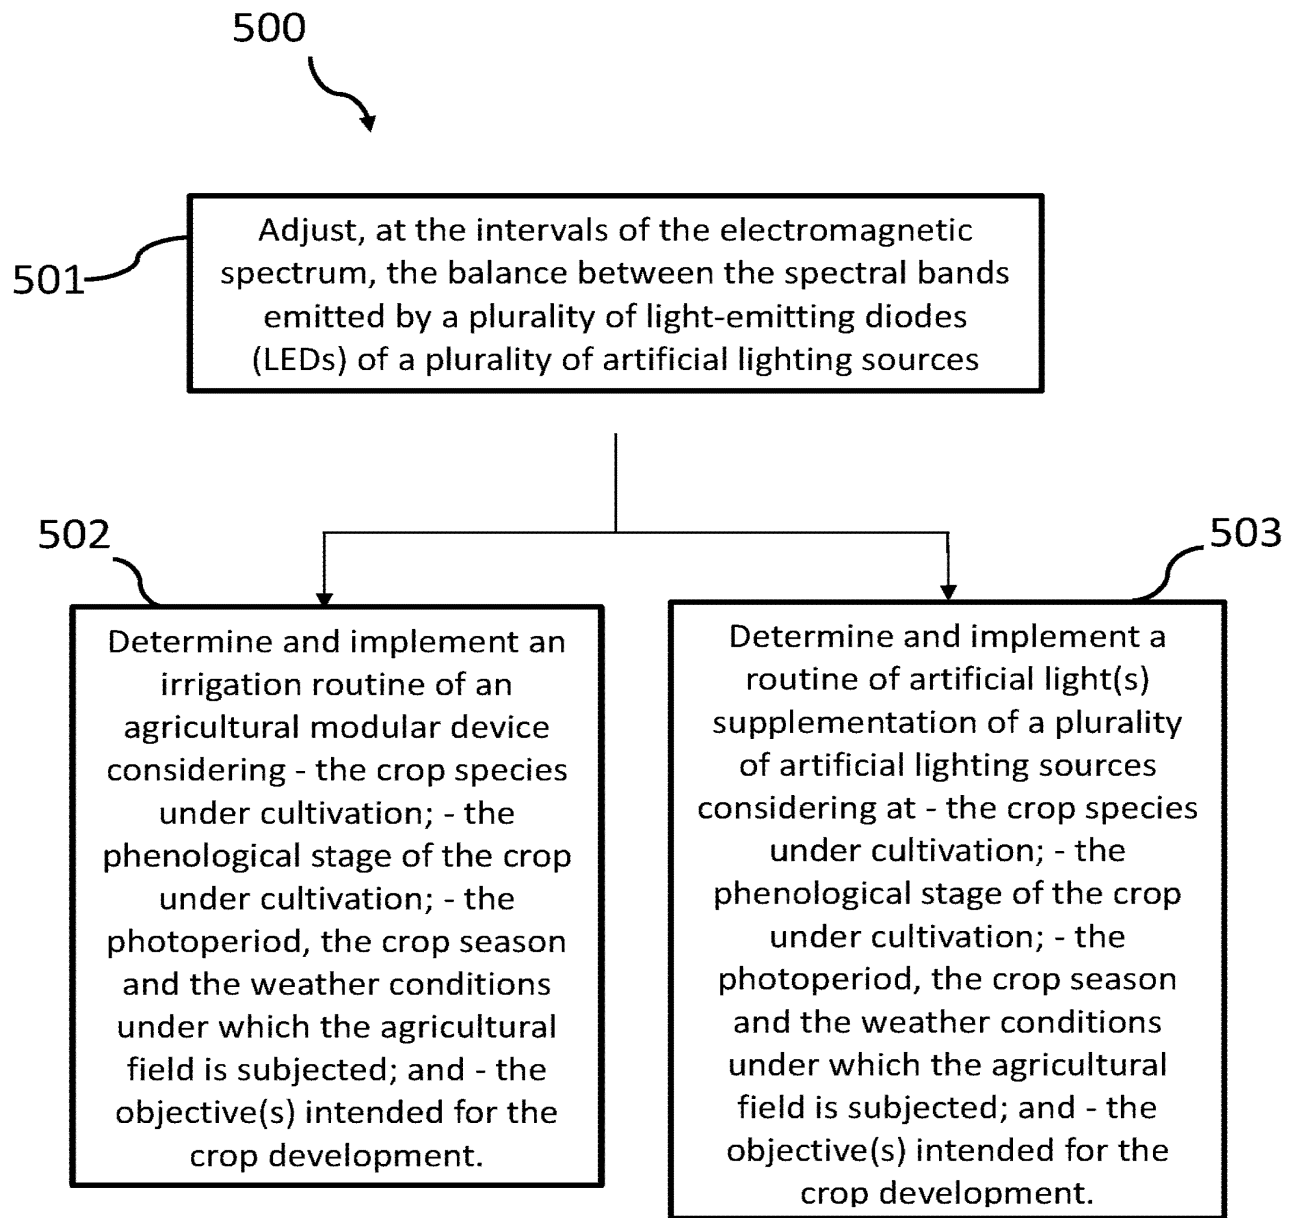 500
501
Adjust, at the intervals of the electromagnetic
spectrum, the balance between the spectral bands
emitted by a plurality of light-emitting diodes
(LEDs) of a plurality of artificial lighting sources
502
Determine and implement an
irrigation routine of an
agricultural modular device
considering - the crop species
under cultivation; - the
phenological stage of the crop
under cultivation; - the
photoperiod, the crop season
and the weather conditions
under which the agricultural
field is subjected; and - the
objective(s) intended for the
crop development.
503
Determine and implement a
routine of artificial light(s)
supplementation of a plurality
of artificial lighting sources
considering at - the crop species
under cultivation; - the
phenological stage of the crop
under cultivation; - the
photoperiod, the crop season
and the weather conditions
under which the agricultural
field is subjected; and - the
objective(s) intended for the
crop development.